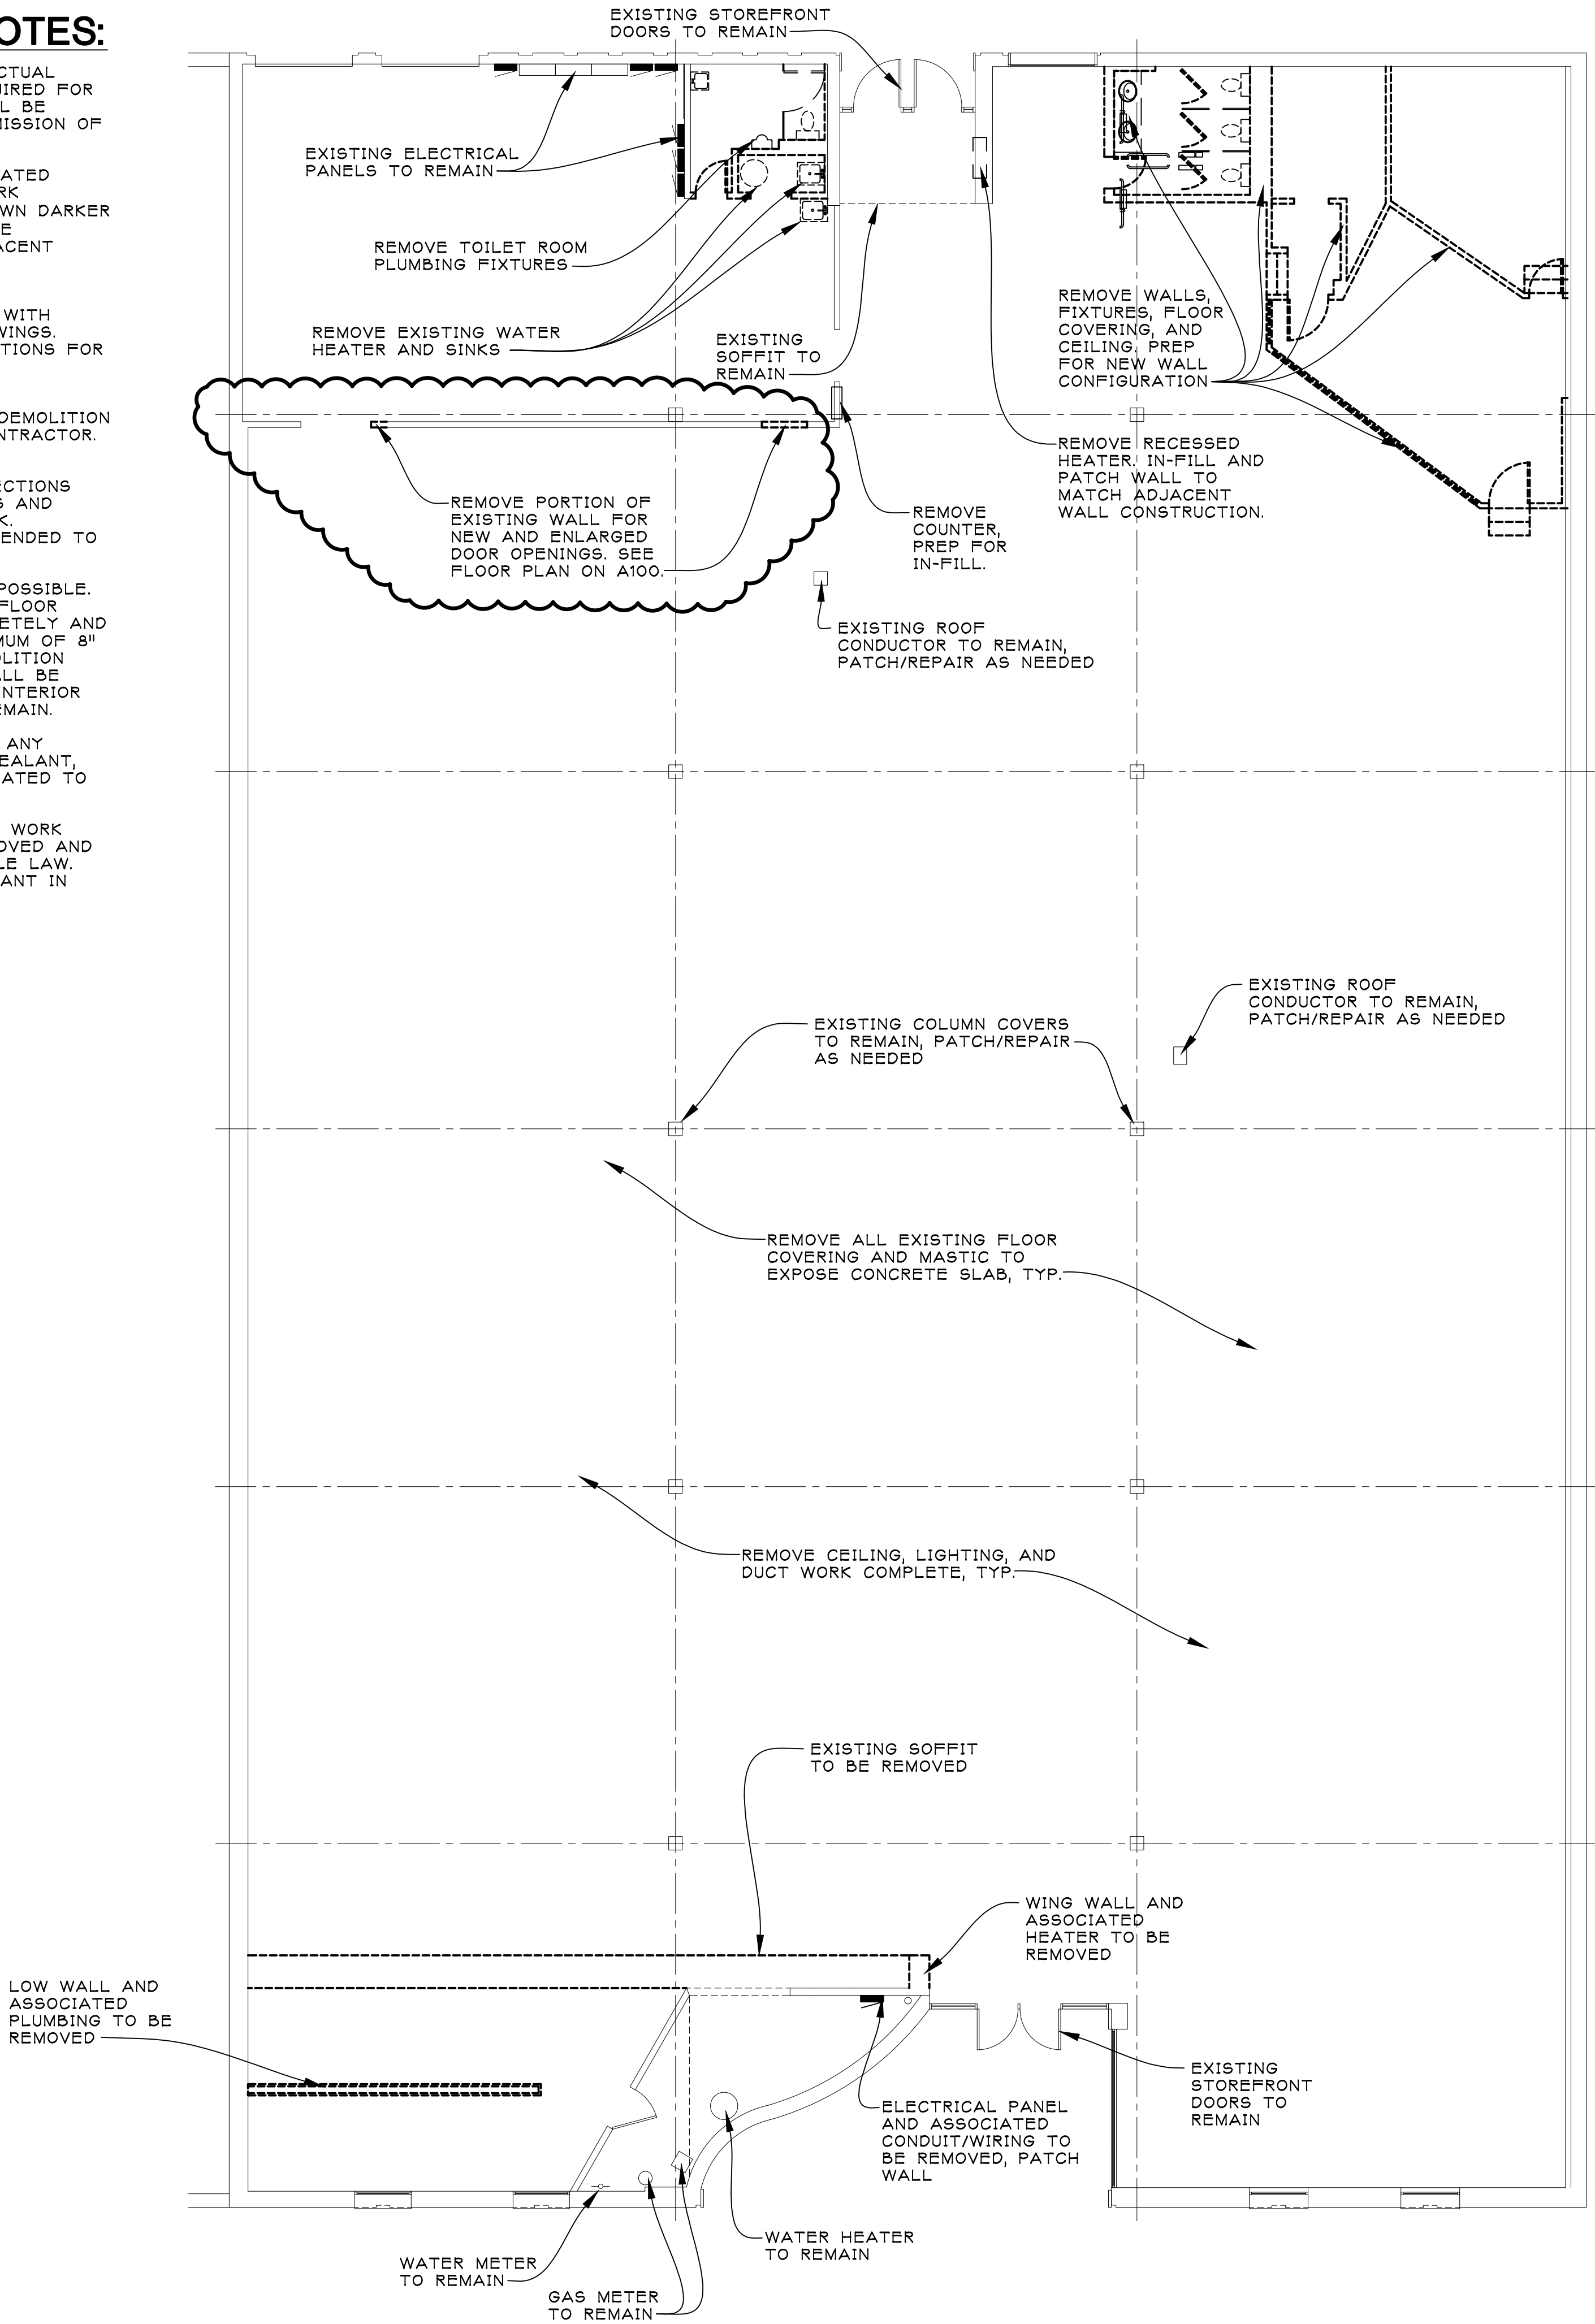 OTES:
CTUAL
UIRED FOR
L BE
MISSION OF
ATED
RK
WN DARKER
E
ACENT
WITH
WINGS.
TIONS FOR
DEMOLITION
NTRACTOR.
ECTIONS
S AND
K.
ENDED TO
POSSIBLE.
FLOOR
ETELY AND
MUM OF 8"
OLITION
ALL BE
INTERIOR
EMAIN.
ANY
EALANT,
ATED TO
WORK
OVED AND
LE LAW.
ANT IN
EXISTING STOREFRONT
DOORS TO REMAIN
EXISTING ELECTRICAL
PANELS TO REMAIN
REMOVE TOILET ROOM
PLUMBING FIXTURES
REMOVE EXISTING WATER
HEATER AND SINKS
EXISTING
SOFFIT TO
REMAIN
REMOVE WALLS,
FIXTURES, FLOOR
COVERING, AND
CEILING. PREP
FOR NEW WALL
CONFIGURATION
REMOVE RECESSED
HEATER. IN-FILL AND
PATCH WALL TO
MATCH ADJACENT
WALL CONSTRUCTION.
REMOVE PORTION OF
EXISTING WALL FOR
NEW AND ENLARGED
DOOR OPENINGS. SEE
FLOOR PLAN ON A100.
REMOVE
COUNTER,
PREP FOR
IN-FILL.
EXISTING ROOF
CONDUCTOR TO REMAIN,
PATCH/REPAIR AS NEEDED
EXISTING ROOF
CONDUCTOR TO REMAIN,
PATCH/REPAIR AS NEEDED
EXISTING COLUMN COVERS
TO REMAIN, PATCH/REPAIR
AS NEEDED
REMOVE ALL EXISTING FLOOR
COVERING AND MASTIC TO
EXPOSE CONCRETE SLAB, TYP.
REMOVE CEILING, LIGHTING, AND
DUCT WORK COMPLETE, TYP.
EXISTING SOFFIT
TO BE REMOVED
WING WALL AND
ASSOCIATED
HEATER TO BE
REMOVED
LOW WALL AND
ASSOCIATED
PLUMBING TO BE
REMOVED
EXISTING
STOREFRONT
DOORS TO
REMAIN
ELECTRICAL PANEL
AND ASSOCIATED
CONDUIT/WIRING TO
BE REMOVED, PATCH
WALL
WATER HEATER
TO REMAIN
WATER METER
TO REMAIN
GAS METER
TO REMAIN